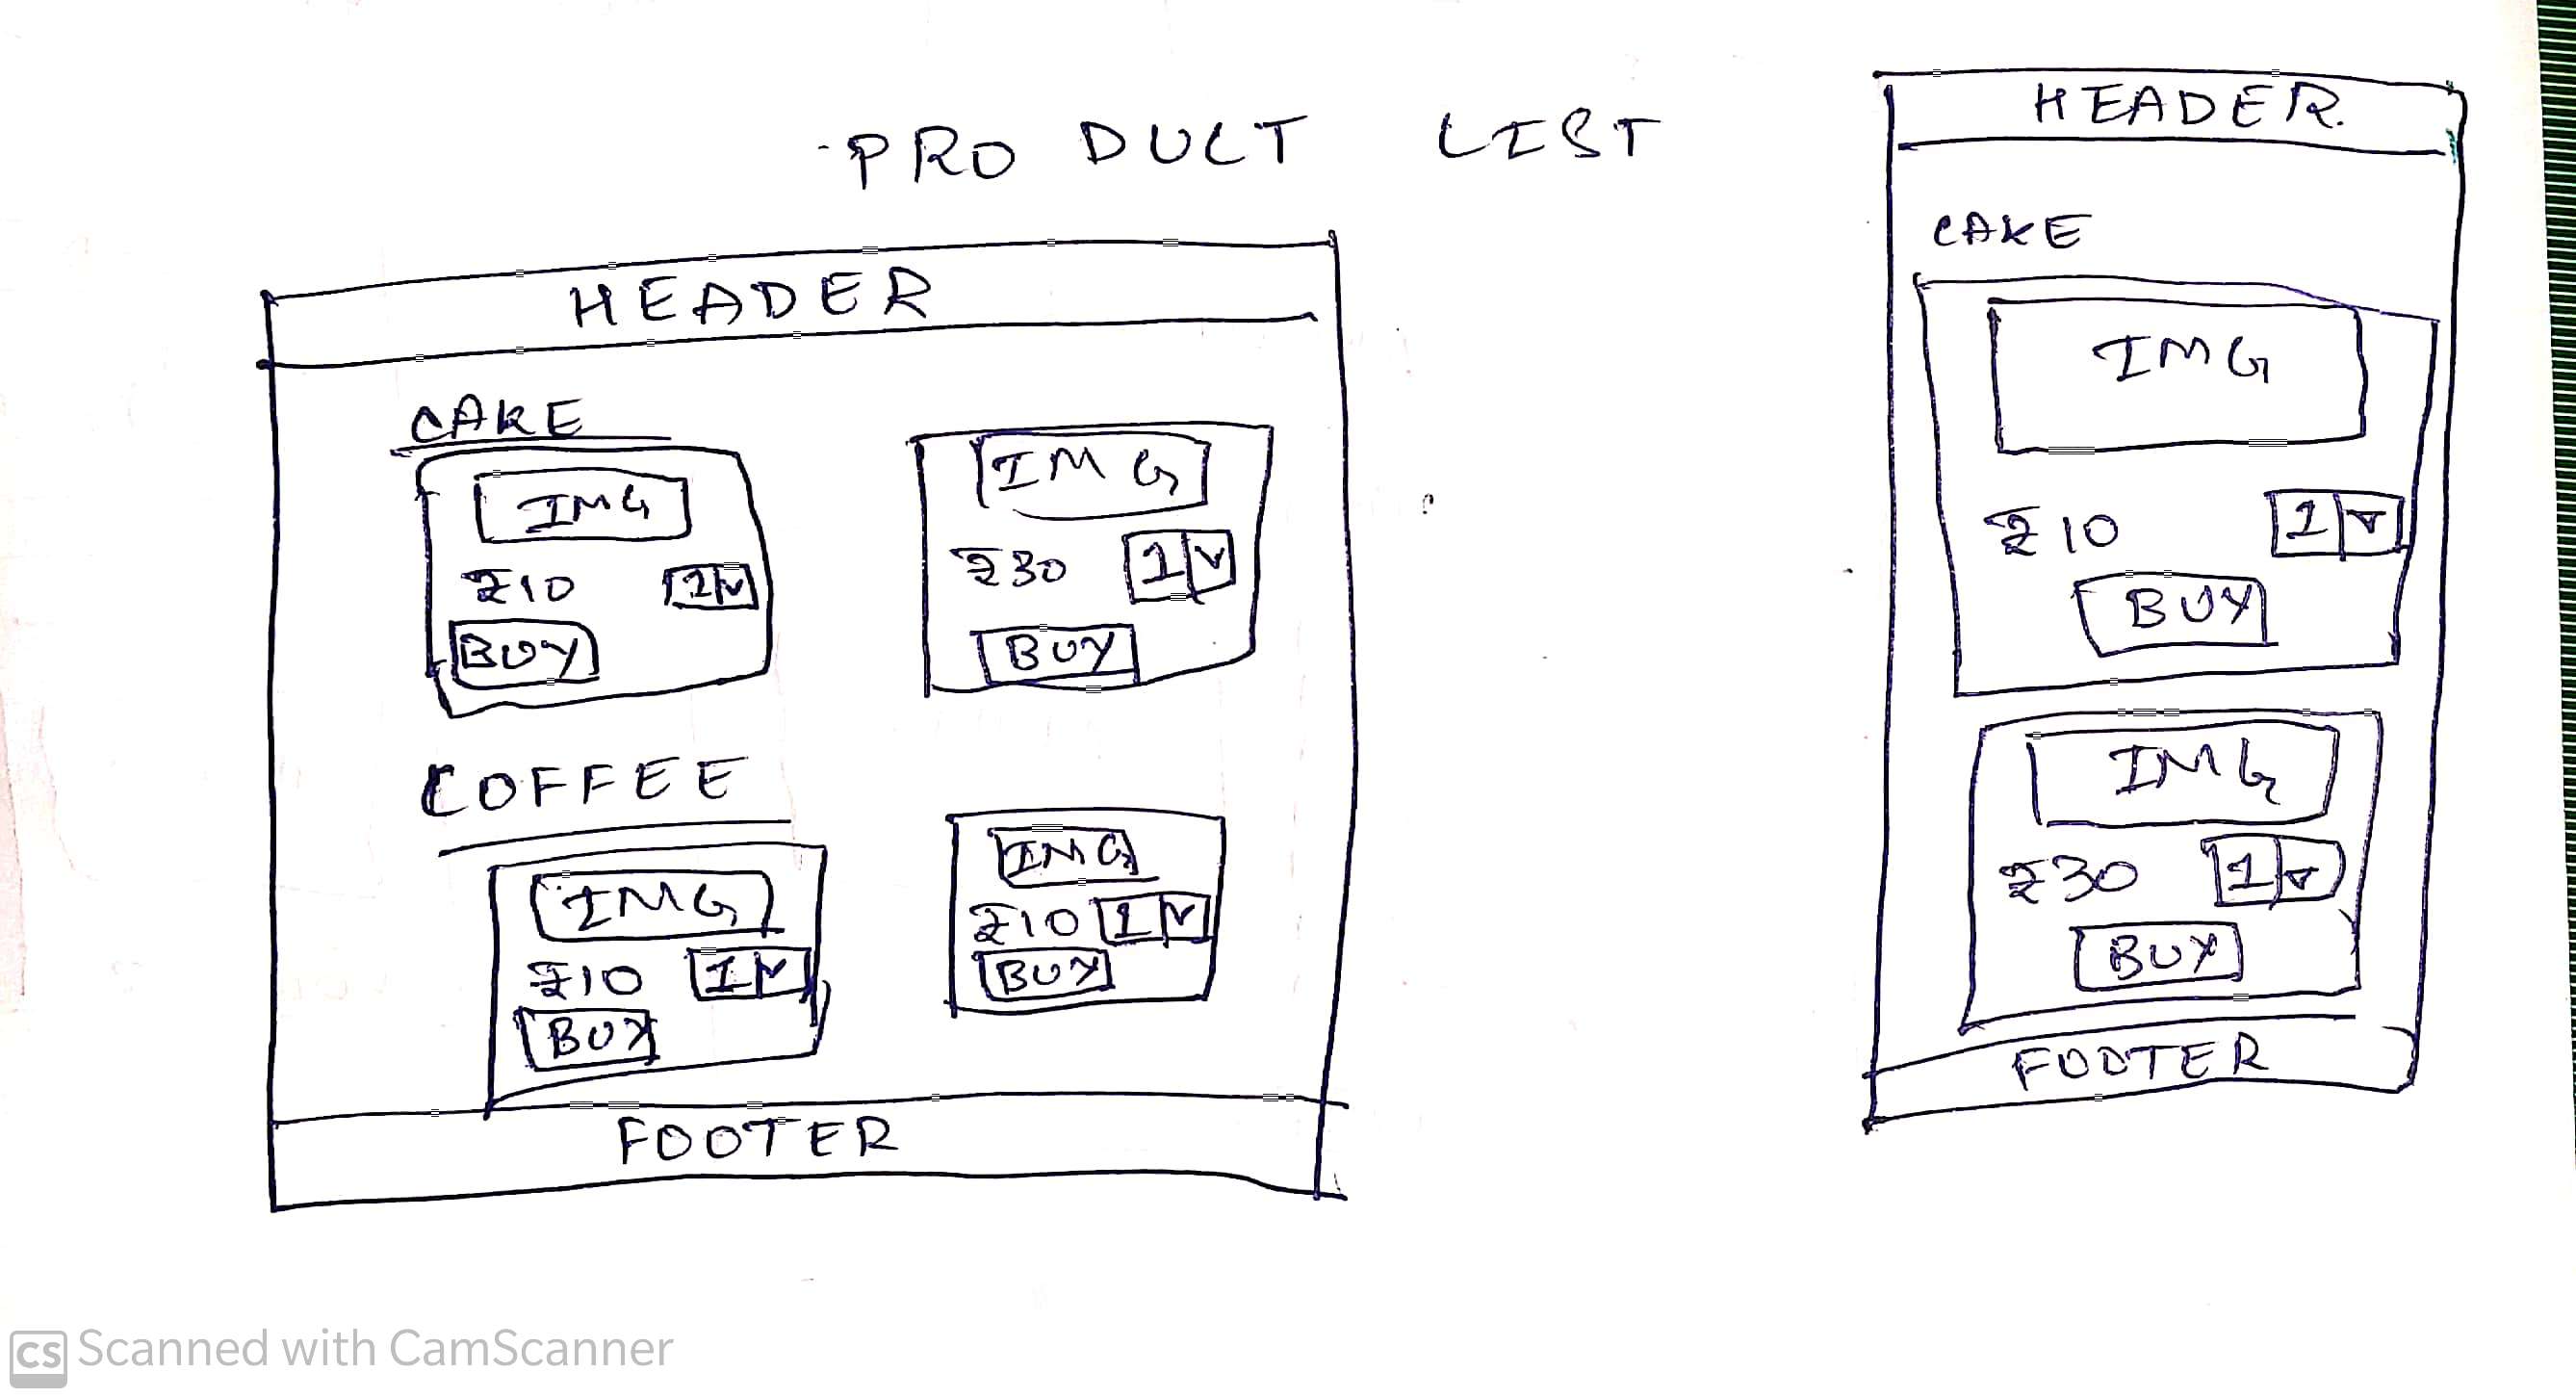 PRODUCT LIST
HEADER
CAKE
IMG
IMG
₹10 1
₹30 1
BUY
BUY
COFFEE
IMG
IMG
₹10 1
₹10 1
BUY
BUY
FOOTER
HEADER.
CAKE
IMG
₹10 1
BUY
IMG
₹30 1
BUY
FOOTER
CS Scanned with CamScanner